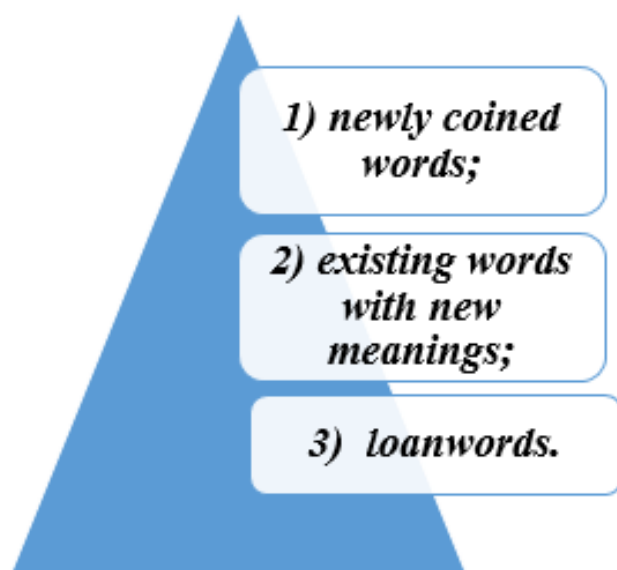 1) newly coined
words;
2) existing words
with new
meanings;
3) loanwords.